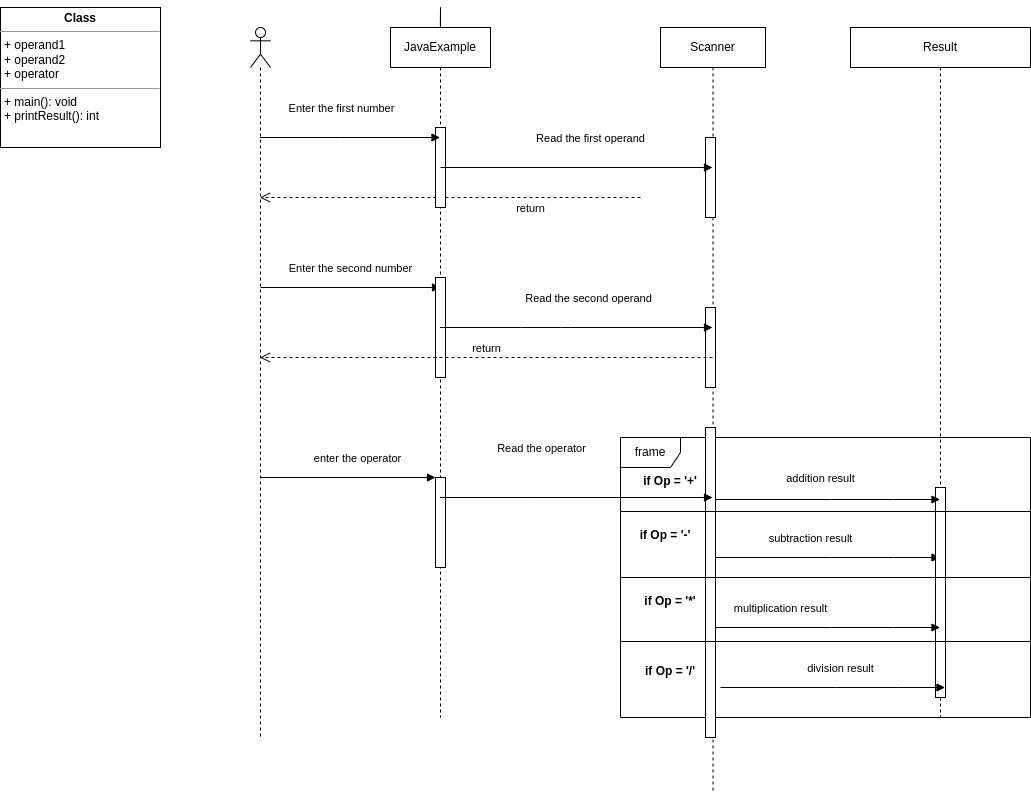 Class
+ operand1
+ operand2
+ operator
+ main(): void
+ printResult(): int
JavaExample
Scanner
Result
Enter the first number
Read the first operand
return
Enter the second number
Read the second operand
return
enter the operator
Read the operator
frame
if Op = '+'
addition result
if Op = '-'
subtraction result
if Op = '*'
multiplication result
if Op = '/'
division result